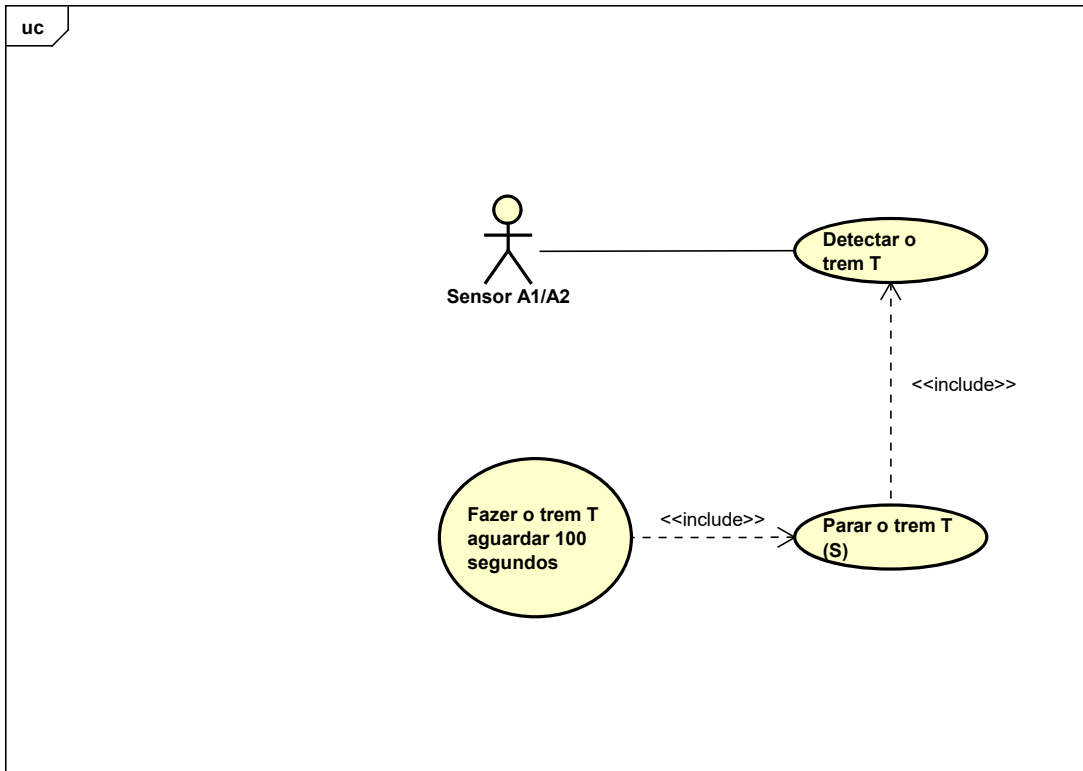 uc
Detectar o
trem T
Sensor A1/A2
<<include>>
Fazer o trem T
aguardar 100
segundos
<<include>>
Parar o trem T
(S)